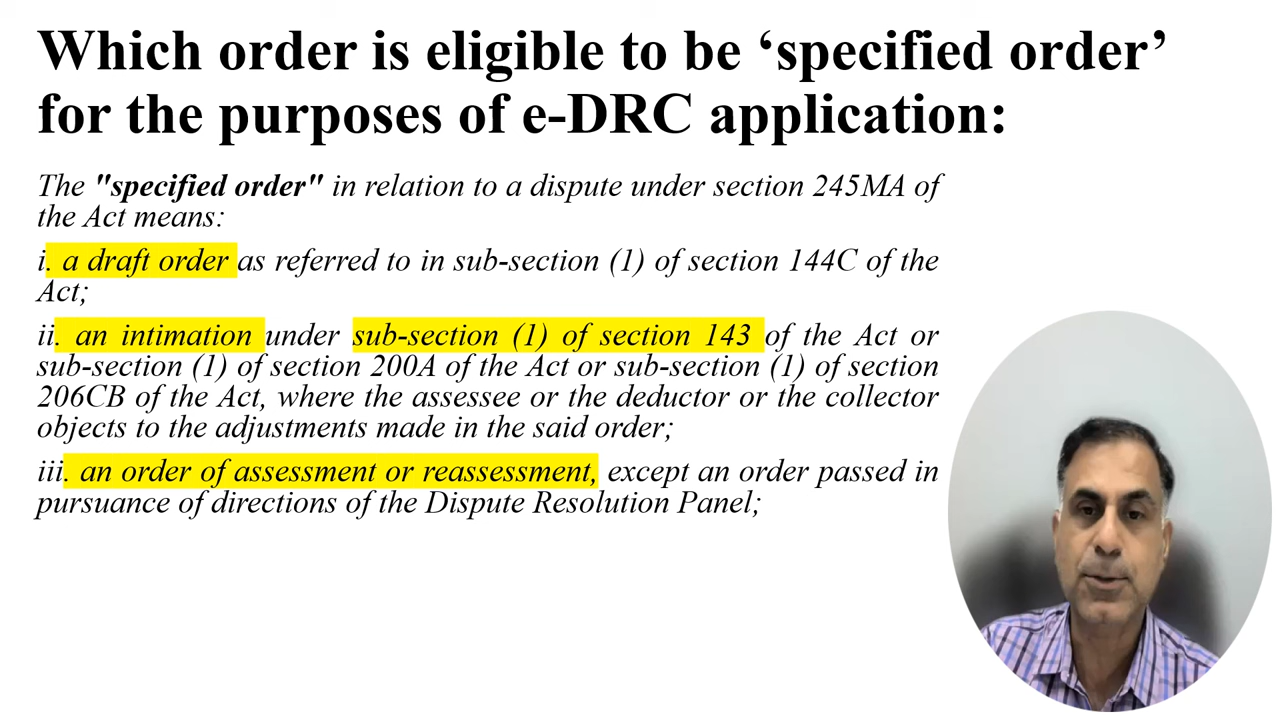 Which order is eligible to be ‘specified order’
for the purposes of e-DRC application:
The "specified order" in relation to a dispute under section 245MA of
the Act means:
i. a draft order as referred to in sub-section (1) of section 144C of the
Act;
ii. an intimation under sub-section (1) of section 143 of the Act or
sub-section (1) of section 200A of the Act or sub-section (1) of section
206CB of the Act, where the assessee or the deductor or the collector
objects to the adjustments made in the said order;
iii. an order of assessment or reassessment, except an order passed in
pursuance of directions of the Dispute Resolution Panel;